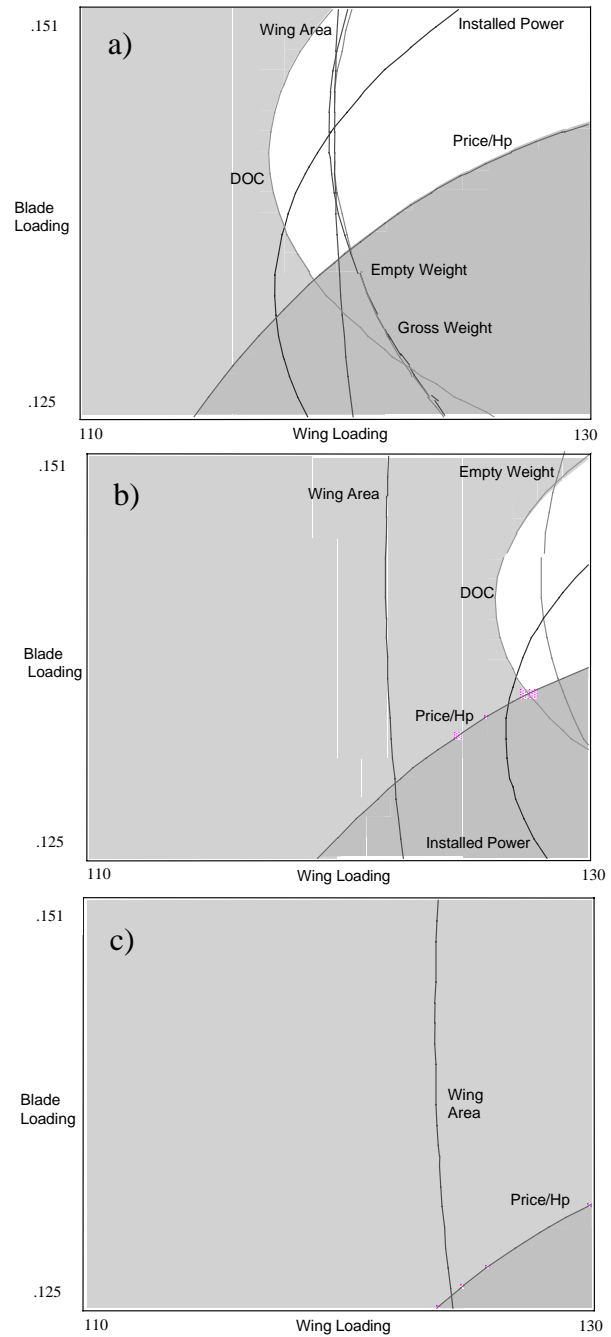 .151
a)
Wing Area
Installed Power
Price/Hp
DOC
Blade
Loading
Empty Weight
Gross Weight
.125
110
Wing Loading
130
.151
b)
Empty Weight
Wing Area
DOC
Blade
Loading
Price/Hp
.125
Installed Power
110
Wing Loading
130
.151
c)
Wing
Area
Blade
Loading
Price/Hp
.125
110
Wing Loading
130